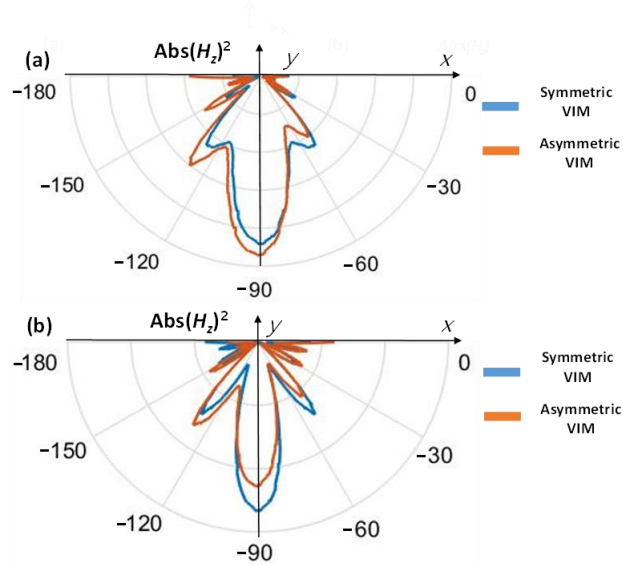 (a)
Abs(Hz)2
y
x
−180
0
Symmetric
VIM
Asymmetric
VIM
−150
−30
−120
−60
−90
(b)
Abs(Hz)2
y
x
−180
0
Symmetric
VIM
Asymmetric
VIM
−150
−30
−120
−60
−90